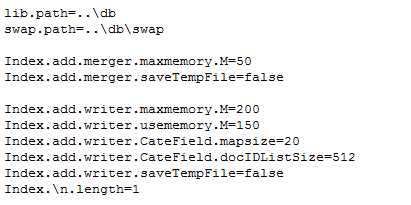 lib.path=..\db
swap.path=..\db\swap
Index.add.merger.maxmemory.M=50
Index.add.merger.saveTempFile=false
Index.add.writer.maxmemory.M=200
Index.add.writer.usememory.M=150
Index.add.writer.CateField.mapsize=20
Index.add.writer.CateField.docIDListSize=512
Index.add.writer.saveTempFile=false
Index.\n.length=1